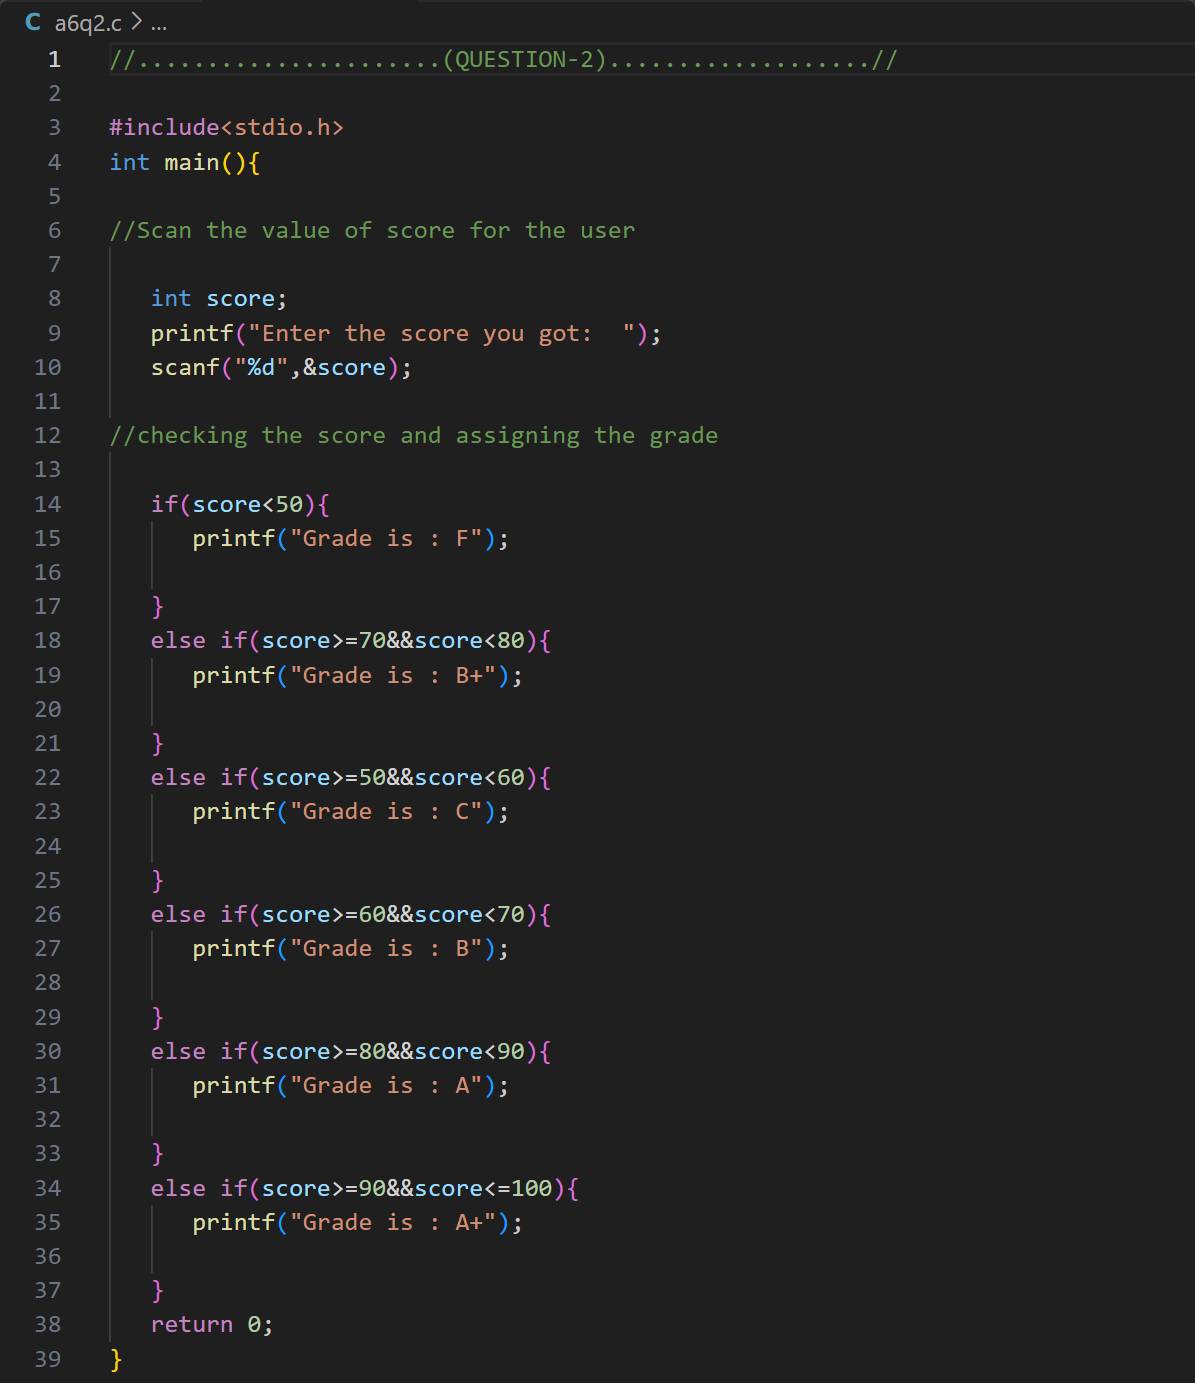 C a6q2.c > ...
1 //......................(QUESTION-2)...................//
2
3 #include<stdio.h>
4 int main(){
5
6 //Scan the value of score for the user
7
8    int score;
9    printf("Enter the score you got:  ");
10    scanf("%d",&score);
11
12 //checking the score and assigning the grade
13
14    if(score<50){
15       printf("Grade is : F");
16
17    }
18    else if(score>=70&&score<80){
19       printf("Grade is : B+");
20
21    }
22    else if(score>=50&&score<60){
23       printf("Grade is : C");
24
25    }
26    else if(score>=60&&score<70){
27       printf("Grade is : B");
28
29    }
30    else if(score>=80&&score<90){
31       printf("Grade is : A");
32
33    }
34    else if(score>=90&&score<=100){
35       printf("Grade is : A+");
36
37    }
38    return 0;
39 }